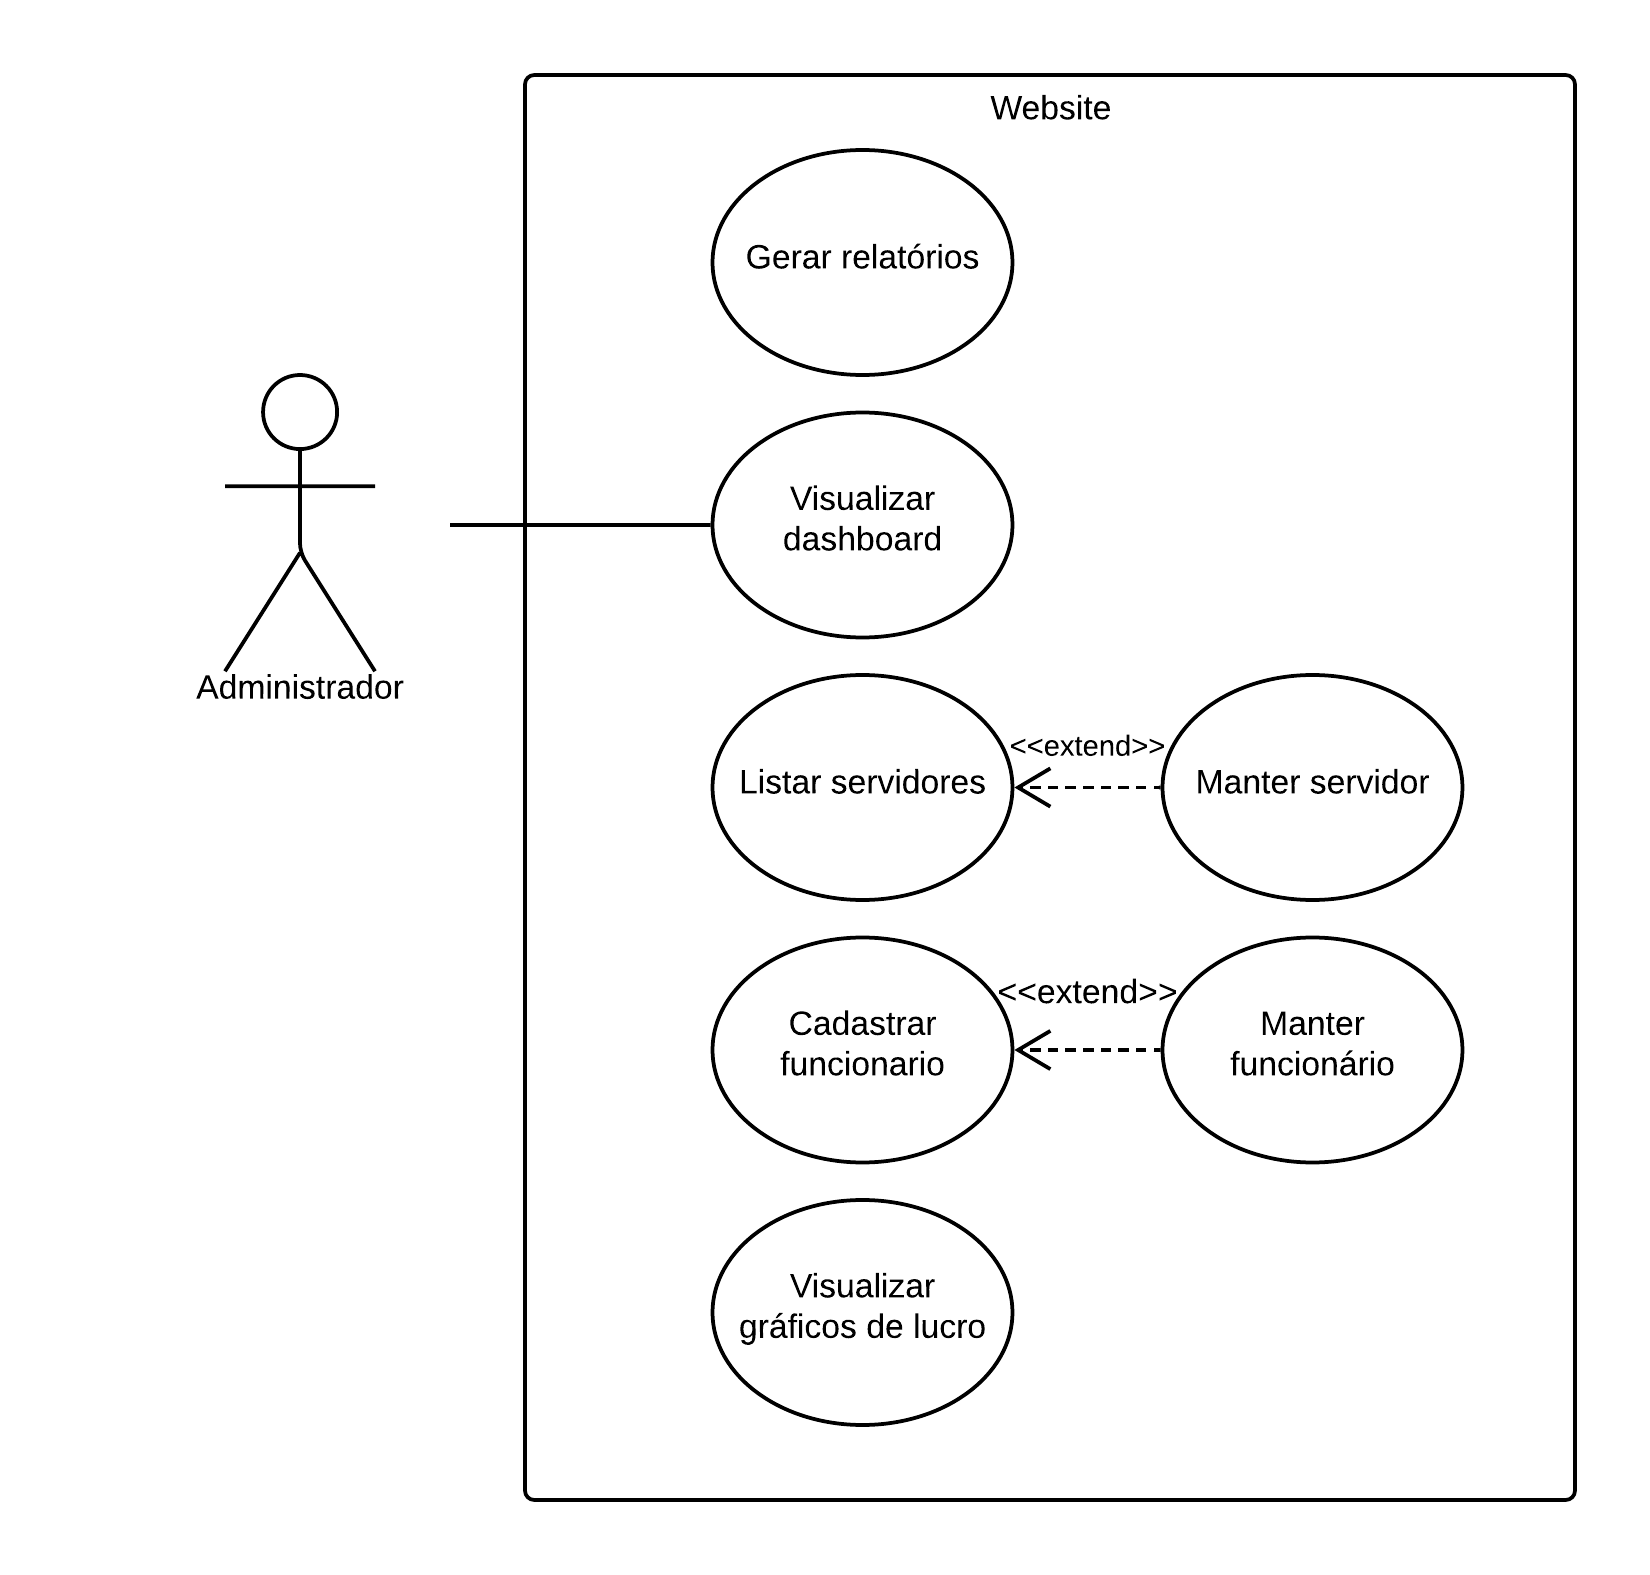 Website
Gerar relatórios
Visualizar
dashboard
Administrador
<<extend>>
Listar servidores
Manter servidor
<<extend>>
Cadastrar
funcionario
Manter
funcionário
Visualizar
gráficos de lucro